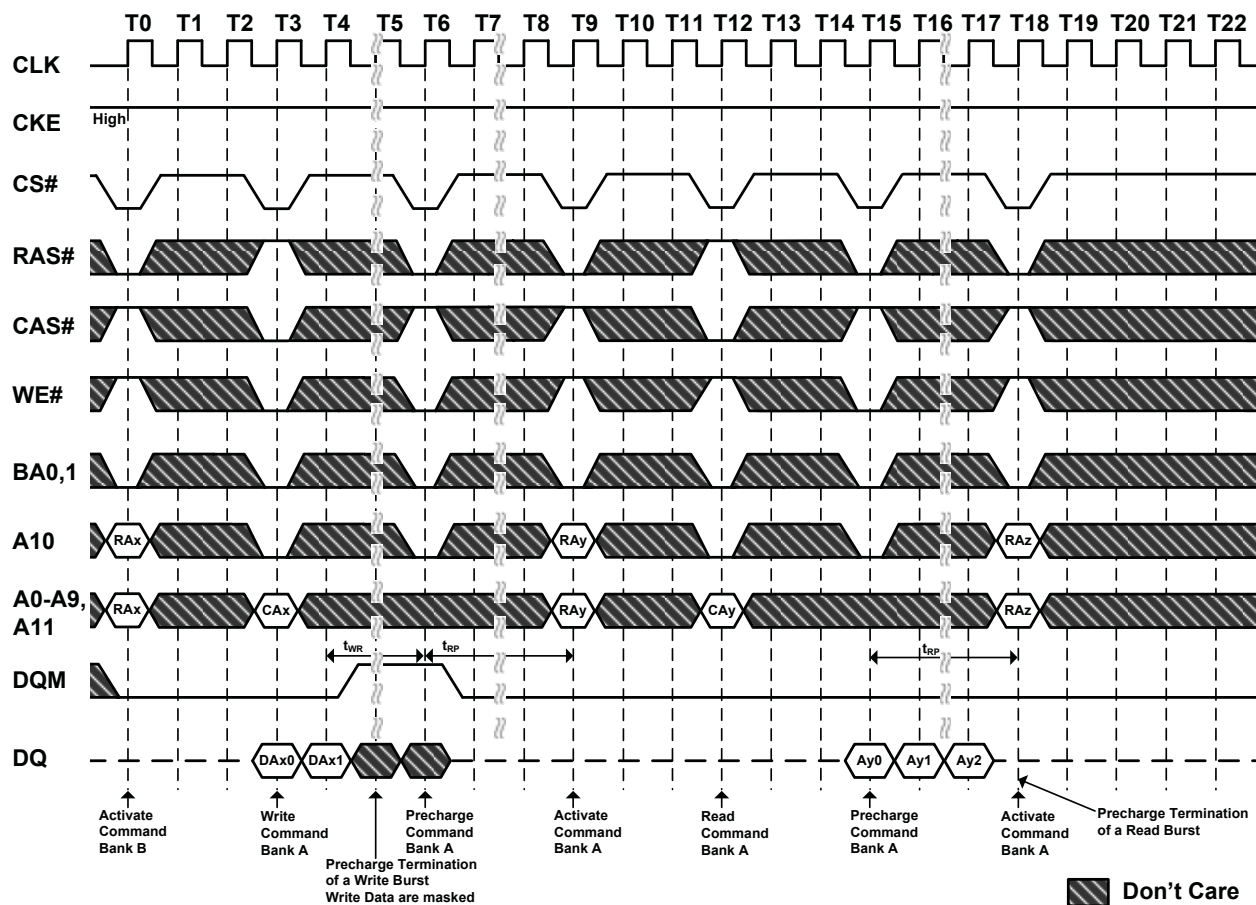 T0 T1 T2 T3 T4 T5 T6 T7 T8 T9 T10 T11 T12 T13 T14 T15 T16 T17 T18 T19 T20 T21 T22
CLK
CKE High
CS#
RAS#
CAS#
WE#
BA0,1
A10 RAx RAy RAz
A0-A9,
A11
RAx CAx RAy CAy RAz
tWR tRP tRP
DQM
DQ DAx0 DAx1 Ay0 Ay1 Ay2
Activate
Command
Bank B
Write
Command
Bank A
Precharge Termination
of a Write Burst
Write Data are masked
Precharge
Command
Bank A
Activate
Command
Bank A
Read
Command
Bank A
Precharge
Command
Bank A
Activate
Command
Bank A
Precharge Termination
of a Read Burst
Don't Care